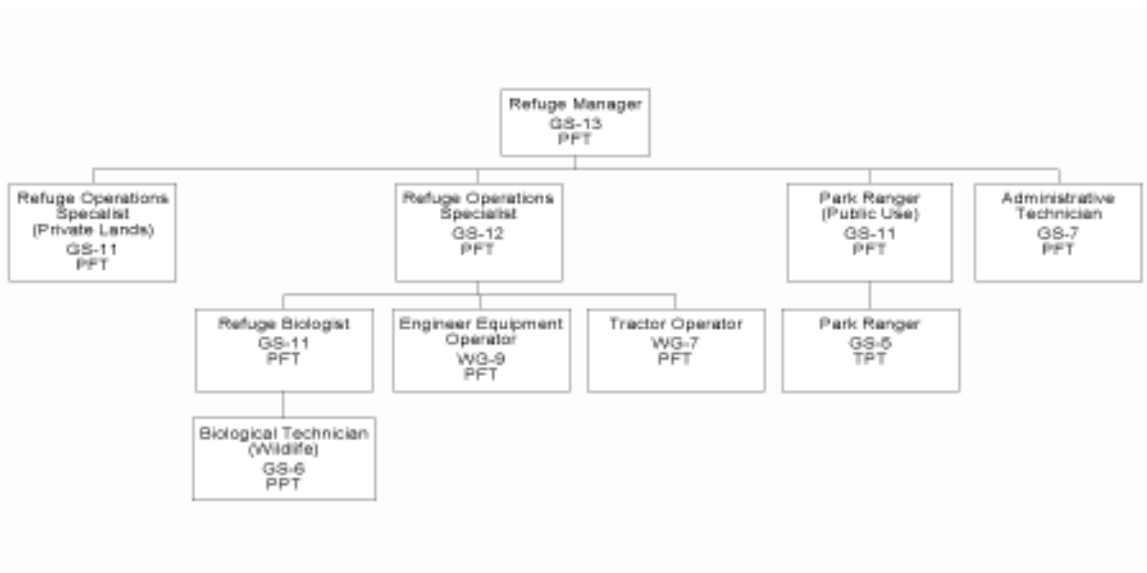 Refuge Manager
GS-13
PFT
Refuge Operations
Specalist
(Private Lands)
GS-11
PFT
Refuge Operations
Specialist
GS-12
PFT
Park Ranger
(Public Use)
GS-11
PFT
Administrative
Technician
GS-7
PFT
Refuge Biologist
GS-11
PFT
Engineer Equipment
Operator
WG-9
PFT
Tractor Operator
WG-7
PFT
Park Ranger
GS-5
TPT
Biological Technician
(Wildlife)
GS-6
PPT